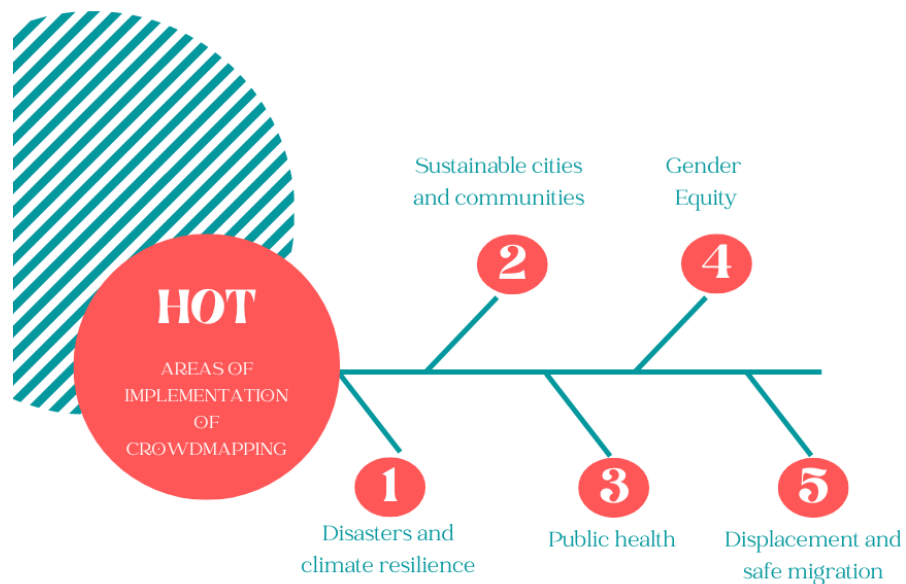 HOT
AREAS OF
IMPLEMENTATION
OF
CROWDMAPPING
1
Disasters and
climate resilience
2
Sustainable cities
and communities
3
Public health
4
Gender
Equity
5
Displacement and
safe migration